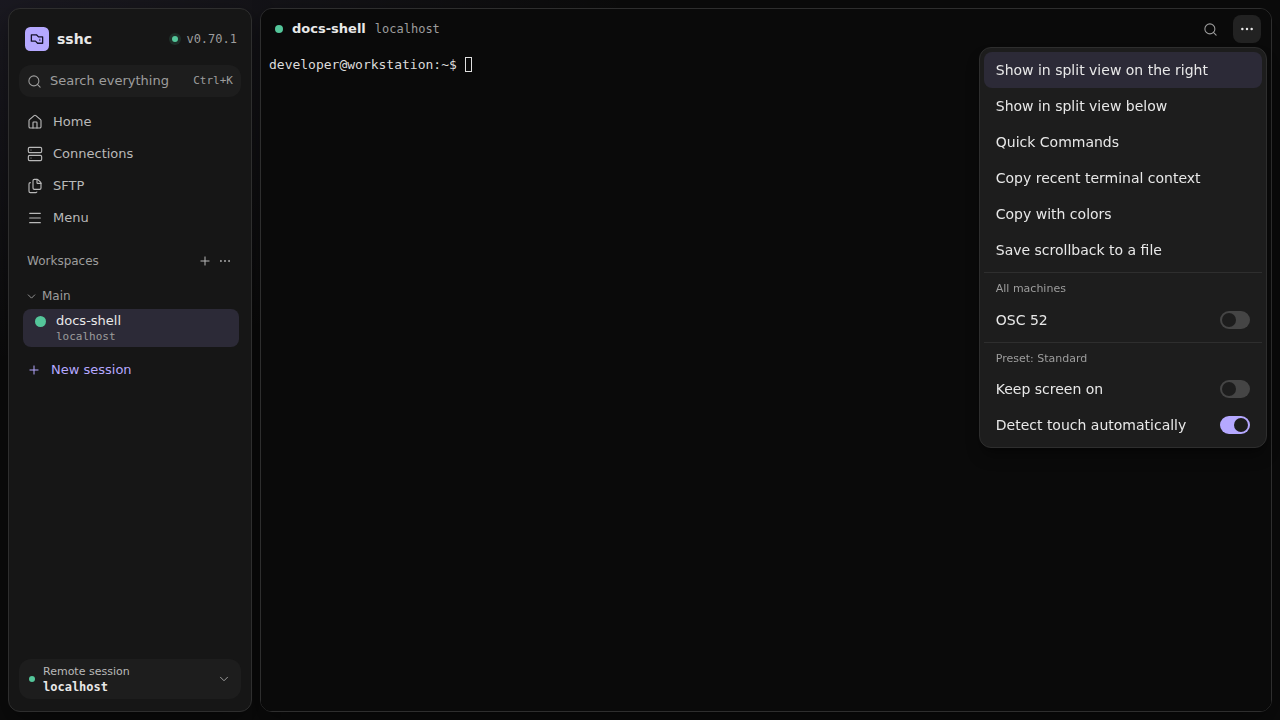 sshc
v0.70.1
Search everything
Ctrl+K
Home
Connections
SFTP
Menu
Workspaces
Main
docs-shell
localhost
New session
Remote session
localhost
docs-shell localhost
developer@workstation:~$
Show in split view on the right
Show in split view below
Quick Commands
Copy recent terminal context
Copy with colors
Save scrollback to a file
All machines
OSC 52
Preset: Standard
Keep screen on
Detect touch automatically